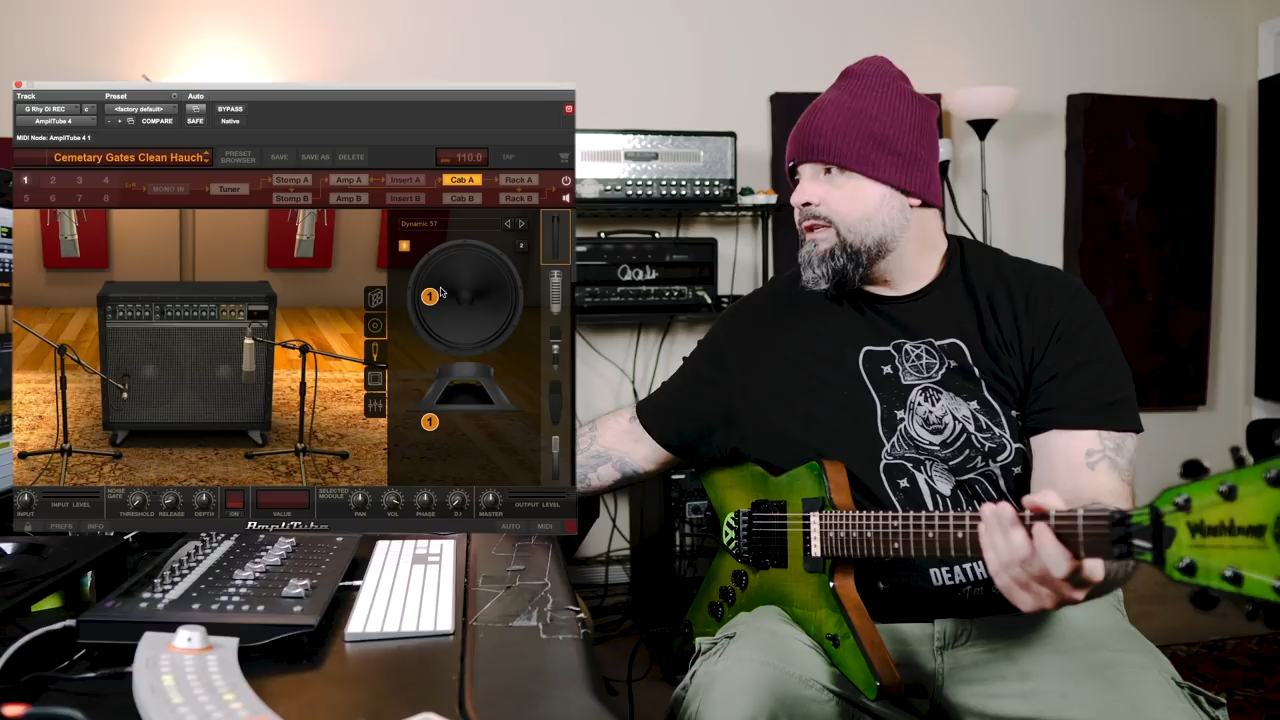 Track Preset Auto
G Rhy DI REC c <factory default> BYPASS
AmpliTube 4 - + COMPARE SAFE Native
MIDI Node: AmpliTube 4 1
Cemetary Gates Clean Hauch PRESET BROWSER SAVE SAVE AS DELETE 110.0 TAP
1 2 3 4 MONO IN Tuner Stomp A Amp A Insert A Cab A Rack A
5 6 7 8 Stomp B Amp B Insert B Cab B Rack B
Dynamic 57
2
1
1
INPUT INPUT LEVEL NOISE GATE THRESHOLD RELEASE DEPTH ON VALUE SELECTED MODULE PAN VOL PHASE DJ MASTER OUTPUT LEVEL
PREFS INFO AmpliTube AUTO MIDI
Washburn
DEATH